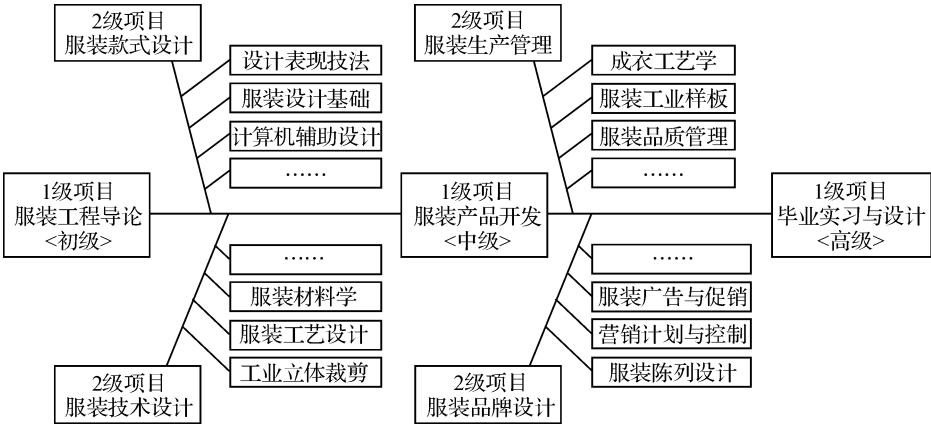 2级项目
服装款式设计
设计表现技法
服装设计基础
计算机辅助设计
……
2级项目
服装生产管理
成衣工艺学
服装工业样板
服装品质管理
……
1级项目
服装工程导论
<初级>
1级项目
服装产品开发
<中级>
1级项目
毕业实习与设计
<高级>
……
服装材料学
服装工艺设计
工业立体裁剪
2级项目
服装技术设计
……
服装广告与促销
营销计划与控制
服装陈列设计
2级项目
服装品牌设计